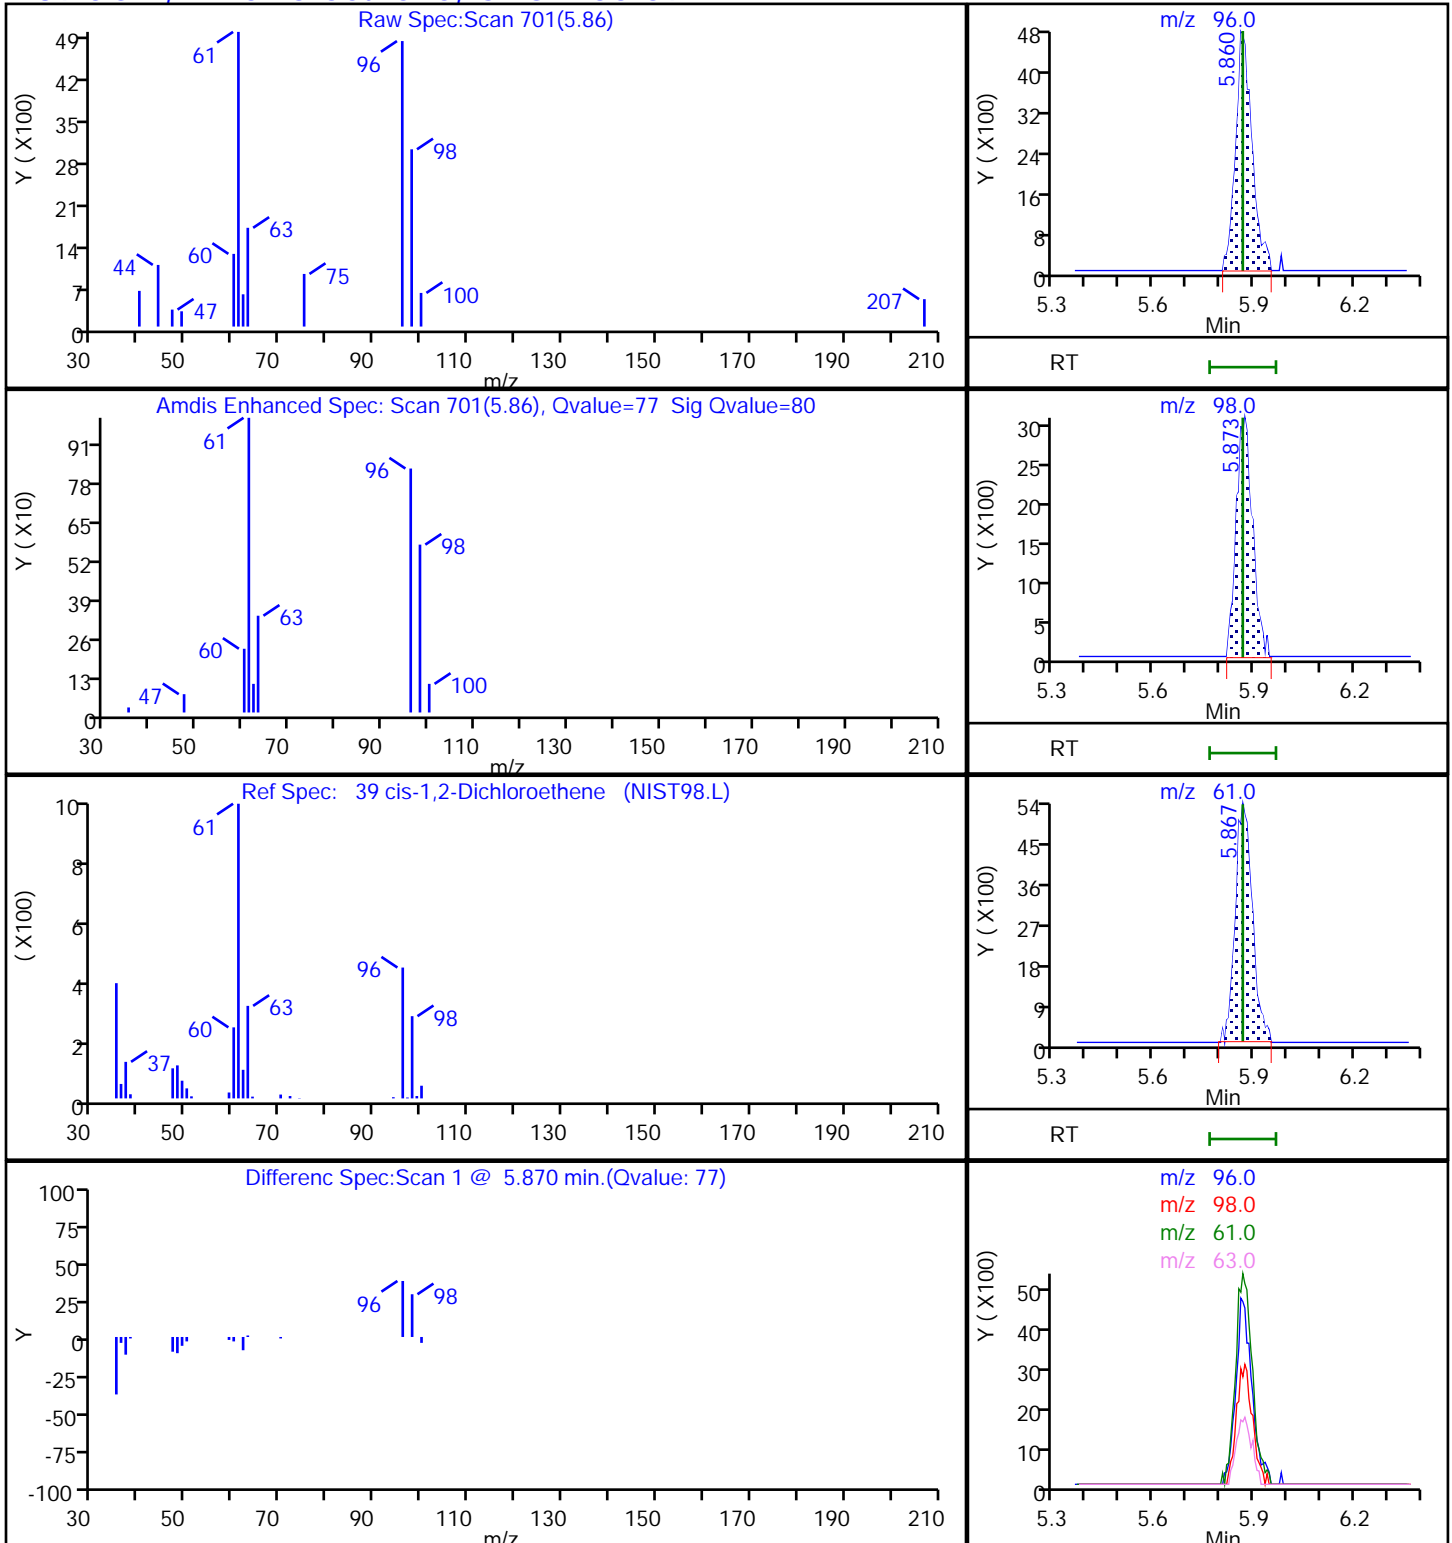 Raw Spec:Scan 701(5.86)
Y ( X100)
49
42
35
28
21
14
7
0
61
96
98
63
60
44
47
75
100
207
30 50 70 90 110 130 150 170 190 210
m/z
m/z 96.0
Y ( X100)
48
40
32
24
16
8
0
5.860
5.3 5.6 5.9 6.2
Min
RT
Amdis Enhanced Spec: Scan 701(5.86), Qvalue=77 Sig Qvalue=80
Y ( X10)
91
78
65
52
39
26
13
0
61
96
98
63
60
47
100
30 50 70 90 110 130 150 170 190 210
m/z
m/z 98.0
Y ( X100)
30
25
20
15
10
5
0
5.873
5.3 5.6 5.9 6.2
Min
RT
Ref Spec: 39 cis-1,2-Dichloroethene (NIST98.L)
( X100)
10
8
6
4
2
0
61
96
98
63
60
37
30 50 70 90 110 130 150 170 190 210
m/z 61.0
Y ( X100)
54
45
36
27
18
9
0
5.867
5.3 5.6 5.9 6.2
Min
RT
Differenc Spec:Scan 1 @ 5.870 min.(Qvalue: 77)
Y
100
75
50
25
0
-25
-50
-75
-100
96
98
30 50 70 90 110 130 150 170 190 210
m/z
m/z 96.0
m/z 98.0
m/z 61.0
m/z 63.0
Y ( X100)
50
40
30
20
10
0
5.3 5.6 5.9 6.2
Min